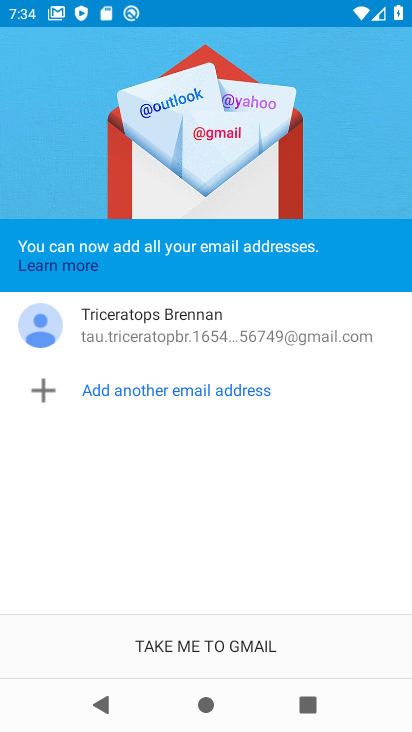 7:34
@outlook
@yahoo
@gmail
You can now add all your email addresses.
Learn more
Triceratops Brennan
tau.triceratopbr.1654...56749@gmail.com
Add another email address
TAKE ME TO GMAIL